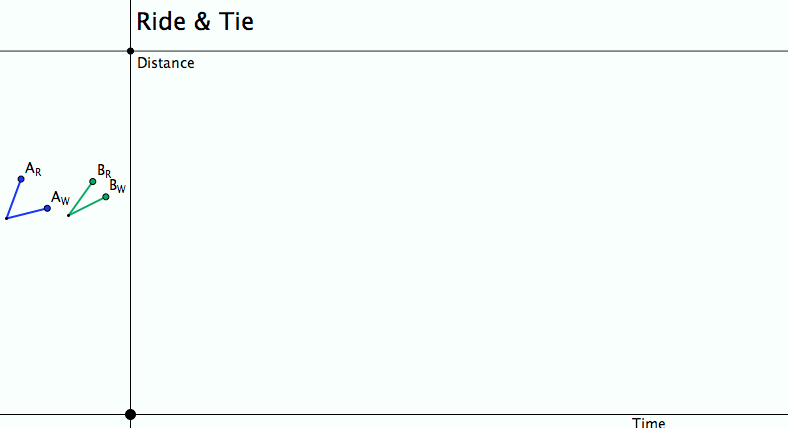 Ride & Tie
Distance
A_R
B_R
B_W
A_W
Time